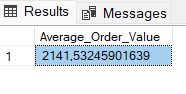 Results Messages
Average_Order_Value
1 2141,53245901639